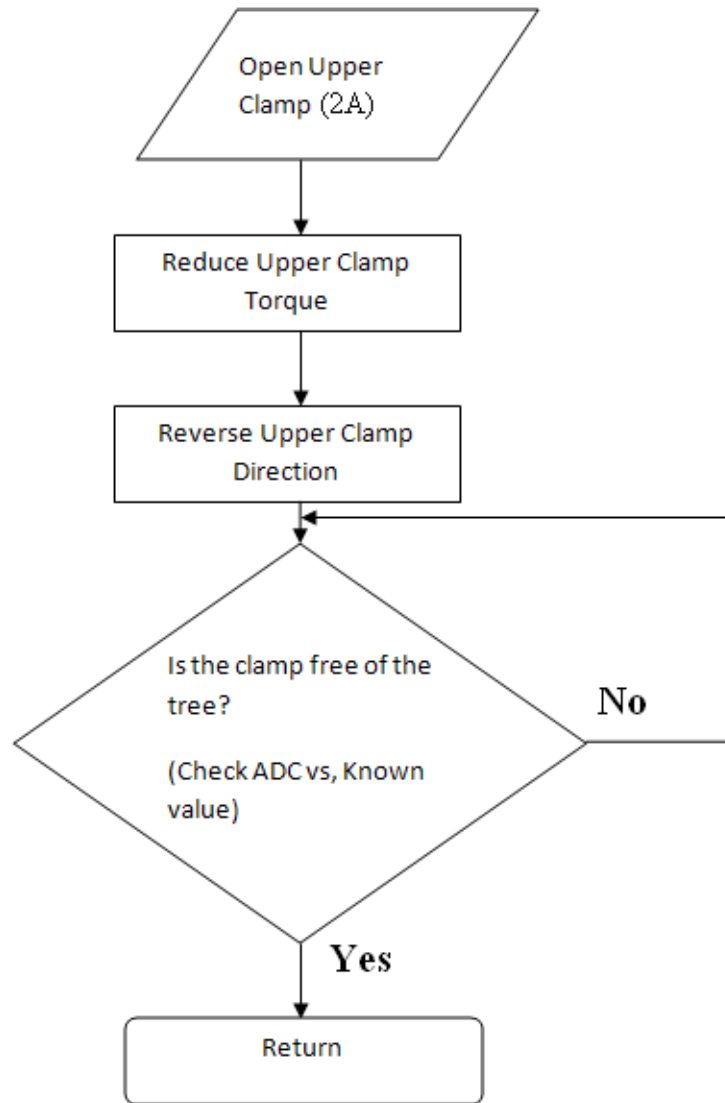 Open Upper
Clamp (2A)
Reduce Upper Clamp
Torque
Reverse Upper Clamp
Direction
Is the clamp free of the
tree?
(Check ADC vs, Known
value)
No
Yes
Return